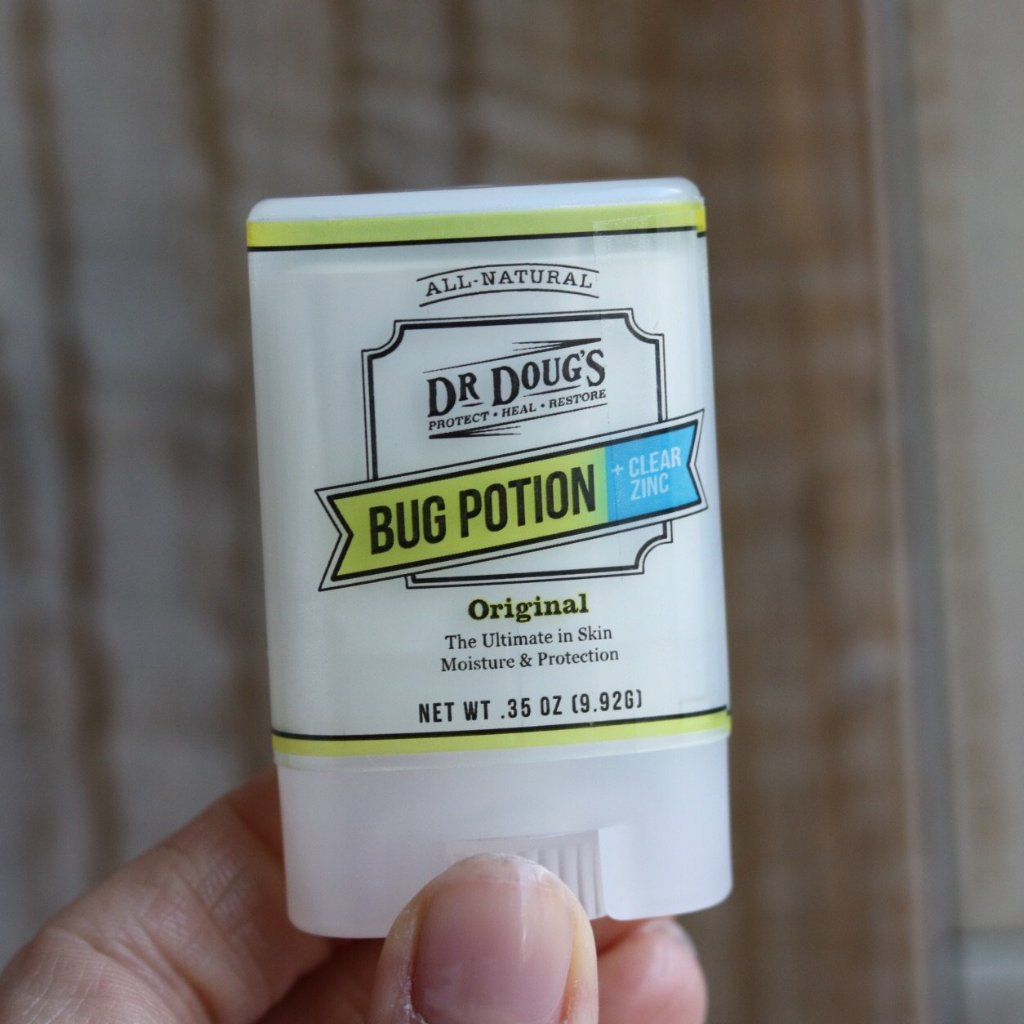 ALL-NATURAL
DR DOUG'S
PROTECT • HEAL • RESTORE
BUG POTION
+ CLEAR
ZINC
Original
The Ultimate in Skin
Moisture & Protection
NET WT .35 OZ (9.92G)